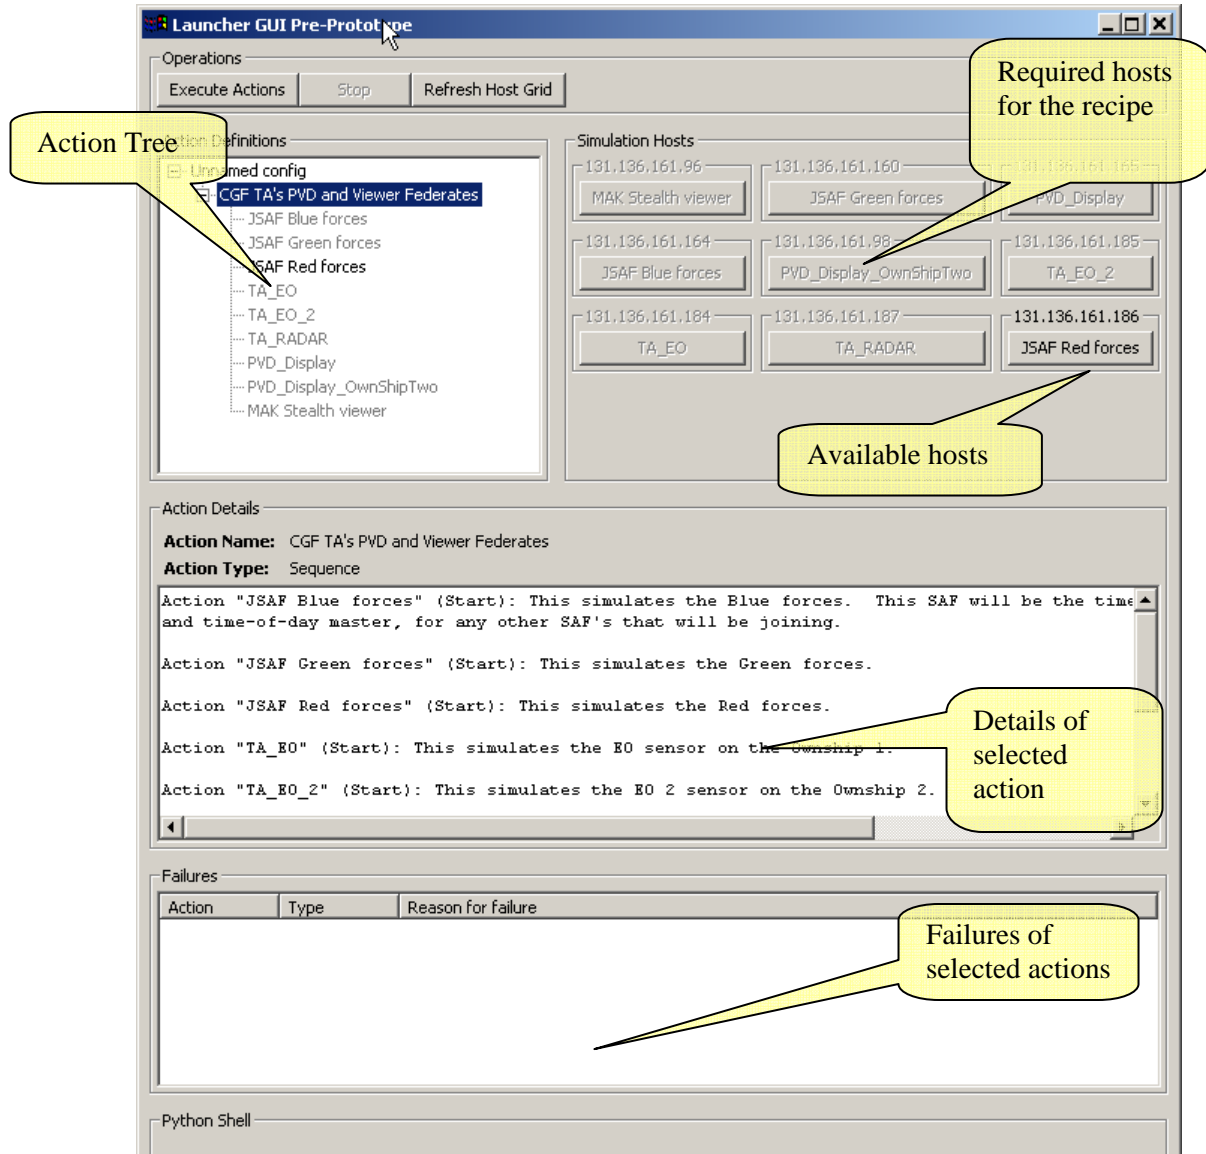 Launcher GUI Pre-Prototype
Operations
Execute Actions Stop Refresh Host Grid
Required hosts
for the recipe
Action Tree
Definitions
Unnamed config
CGF TA's PVD and Viewer Federates
JSAF Blue forces
JSAF Green forces
JSAF Red forces
TA_EO
TA_EO_2
TA_RADAR
PVD_Display
PVD_Display_OwnShipTwo
MAK Stealth viewer
Simulation Hosts
131.136.161.96 131.136.161.160 131.136.161.165
MAK Stealth viewer JSAF Green forces PVD_Display
131.136.161.164 131.136.161.98 131.136.161.185
JSAF Blue forces PVD_Display_OwnShipTwo TA_EO_2
131.136.161.184 131.136.161.187 131.136.161.186
TA_EO TA_RADAR JSAF Red forces
Available hosts
Action Details
Action Name: CGF TA's PVD and Viewer Federates
Action Type: Sequence
Action "JSAF Blue forces" (Start): This simulates the Blue forces. This SAF will be the time
and time-of-day master, for any other SAF's that will be joining.
Action "JSAF Green forces" (Start): This simulates the Green forces.
Action "JSAF Red forces" (Start): This simulates the Red forces.
Action "TA_EO" (Start): This simulates the EO sensor on the Ownship 1.
Action "TA_EO_2" (Start): This simulates the EO 2 sensor on the Ownship 2.
Details of
selected
action
Failures
Action Type Reason for failure
Failures of
selected actions
Python Shell